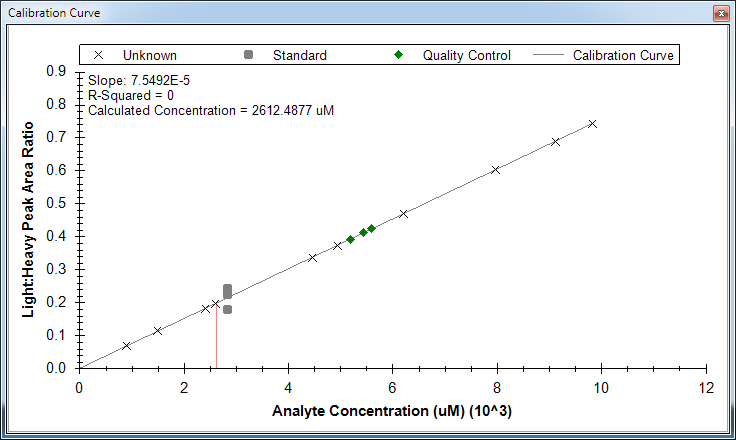 Calibration Curve
Unknown Standard Quality Control Calibration Curve
Slope: 7.5492E-5
R-Squared = 0
Calculated Concentration = 2612.4877 uM
Light:Heavy Peak Area Ratio
0.9
0.8
0.7
0.6
0.5
0.4
0.3
0.2
0.1
0.0
0 2 4 6 8 10 12
Analyte Concentration (uM) (10^3)